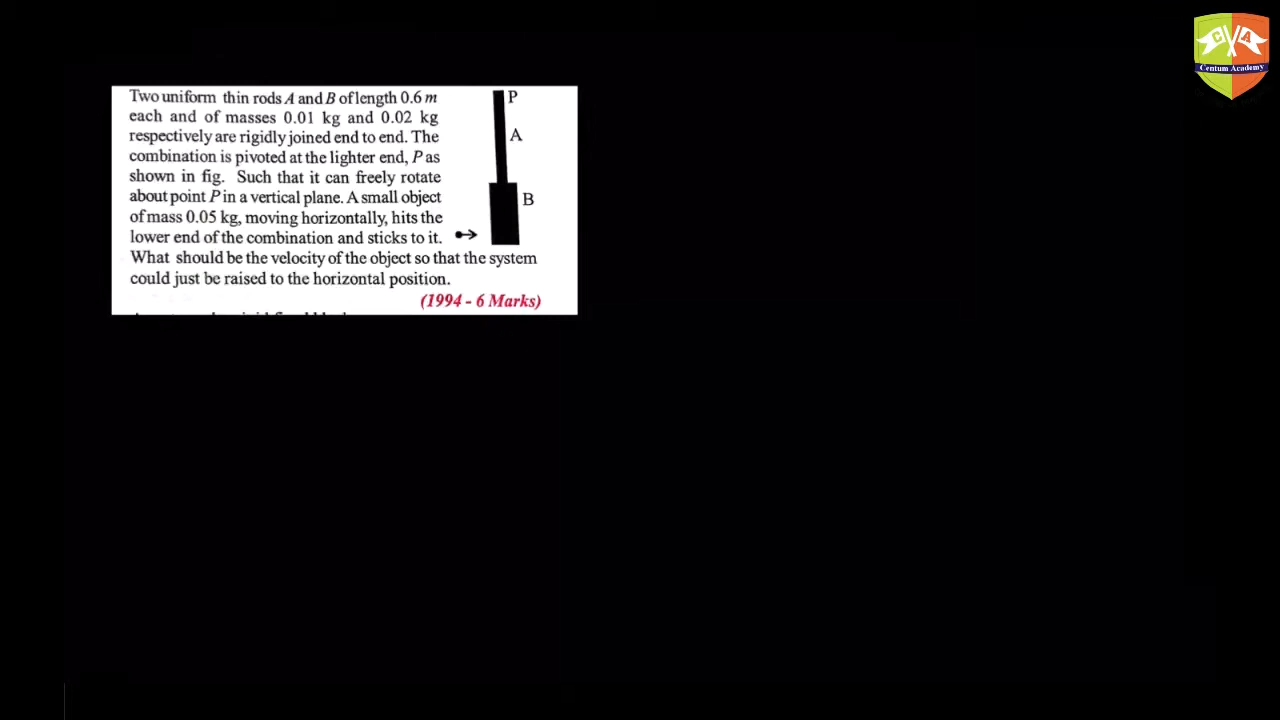 C A
Centum Academy
Two uniform thin rods A and B of length 0.6 m
each and of masses 0.01 kg and 0.02 kg
respectively are rigidly joined end to end. The
combination is pivoted at the lighter end, P as
shown in fig. Such that it can freely rotate
about point P in a vertical plane. A small object
of mass 0.05 kg, moving horizontally, hits the
lower end of the combination and sticks to it.
What should be the velocity of the object so that the system
could just be raised to the horizontal position.
(1994 - 6 Marks)
P
A
B